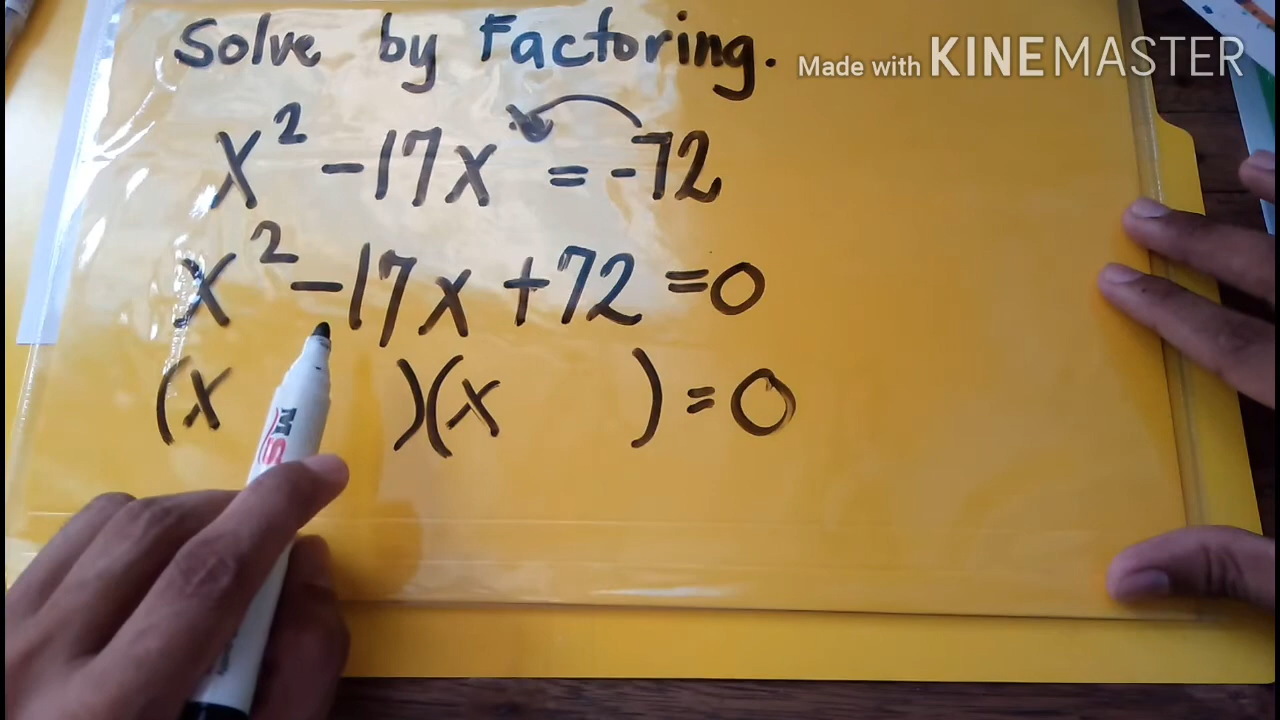 Solve by Factoring.
Made with KINEMASTER
x² -17x = -72
x² -17x +72 =0
(x )(x ) = 0